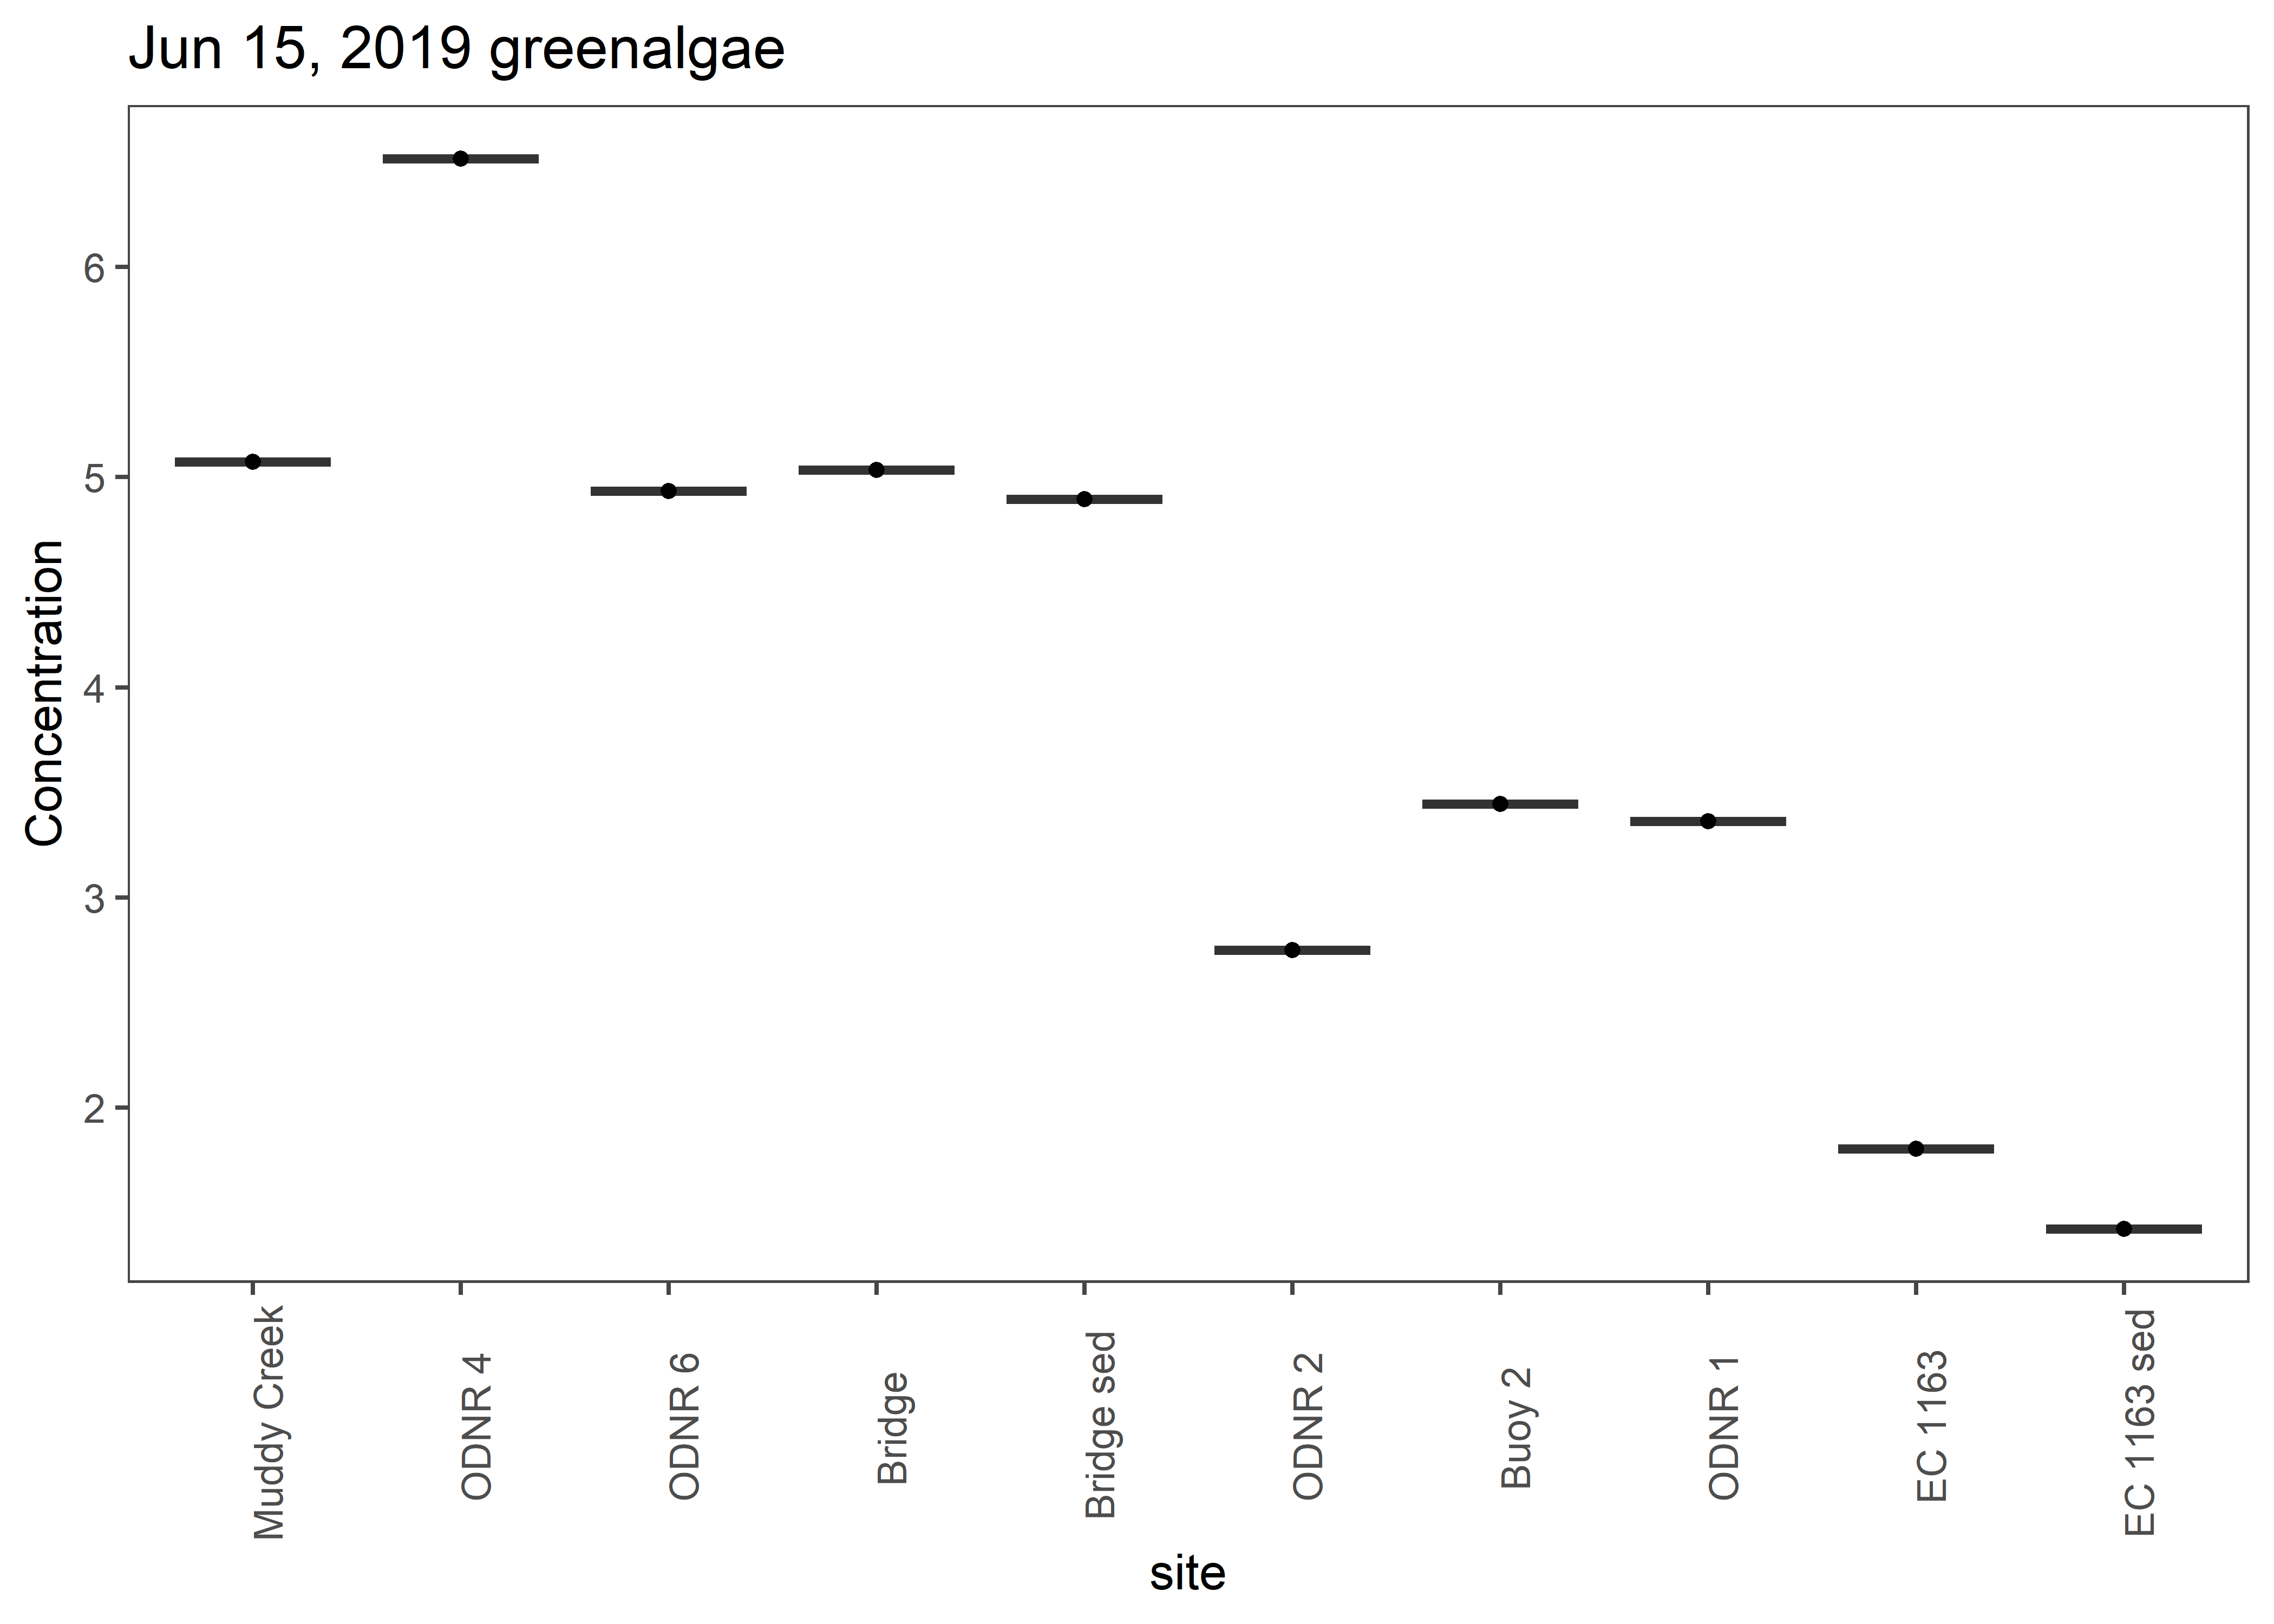 Jun 15, 2019 greenalgae
Concentration
6
5
4
3
2
Muddy Creek
ODNR 4
ODNR 6
Bridge
Bridge sed
ODNR 2
Buoy 2
ODNR 1
EC 1163
EC 1163 sed
site